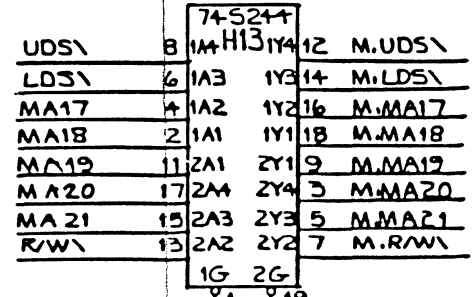 74S244
H13
UDS\ 8 1A4 1Y4 12 M.UDS\
LDS\ 6 1A3 1Y3 14 M.LDS\
MA17 4 1A2 1Y2 16 M.MA17
MA18 2 1A1 1Y1 18 M.MA18
MA19 11 2A1 2Y1 9 M.MA19
MA20 17 2A4 2Y4 3 M.MA20
MA21 15 2A3 2Y3 5 M.MA21
R/W\ 13 2A2 2Y2 7 M.R/W\
1G 2G